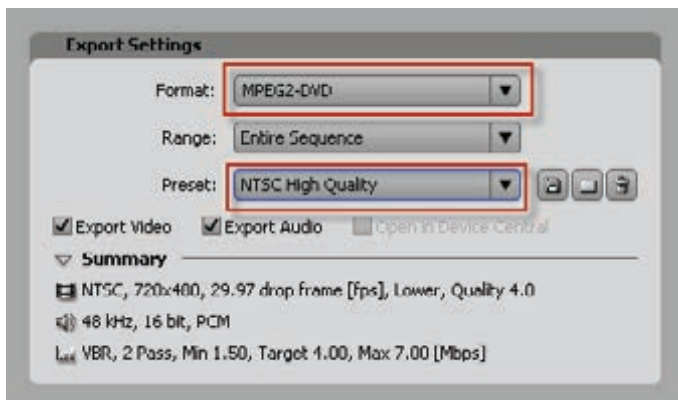 Export Settings
Format: MPEG2-DVD
Range: Entire Sequence
Preset: NTSC High Quality
Export Video Export Audio Open in Device Central
Summary
NTSC, 720x480, 29.97 drop frame [fps], Lower, Quality 4.0
48 kHz, 16 bit, PCM
VBR, 2 Pass, Min 1.50, Target 4.00, Max 7.00 [Mbps]